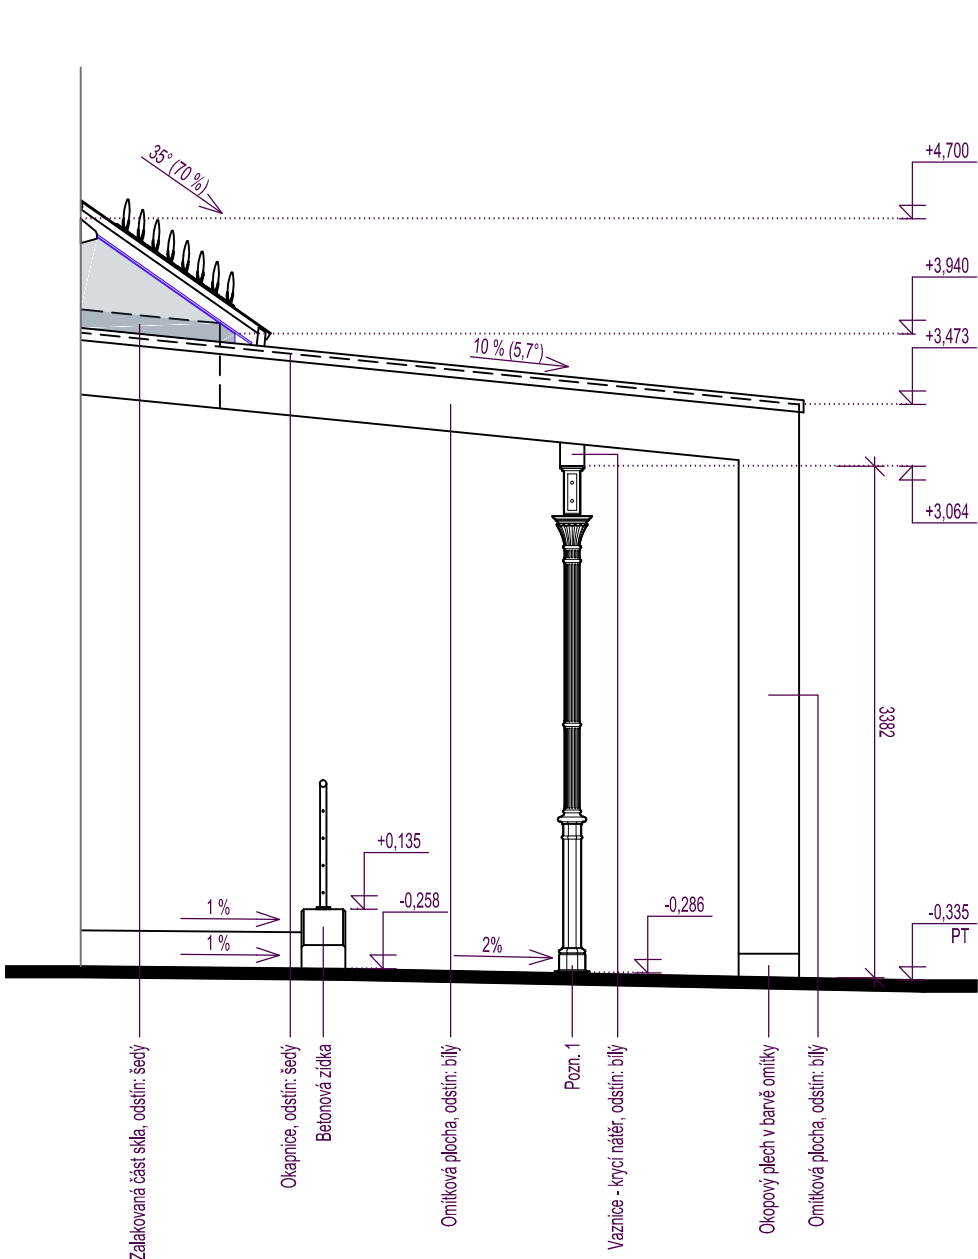 35° (70 %)
+4,700
+3,940
+3,473
10 % (5,7°)
+3,064
3382
+0,135
-0,258
1 %
1 %
2%
-0,286
-0,335
PT
Zalakovaná část skla, odstín: šedý
Okapnice, odstín: šedý
Betonová zídka
Omítková plocha, odstín: bílý
Pozn. 1
Vaznice - krycí nátěr, odstín: bílý
Okopový plech v barvě omítky
Omítková plocha, odstín: bílý